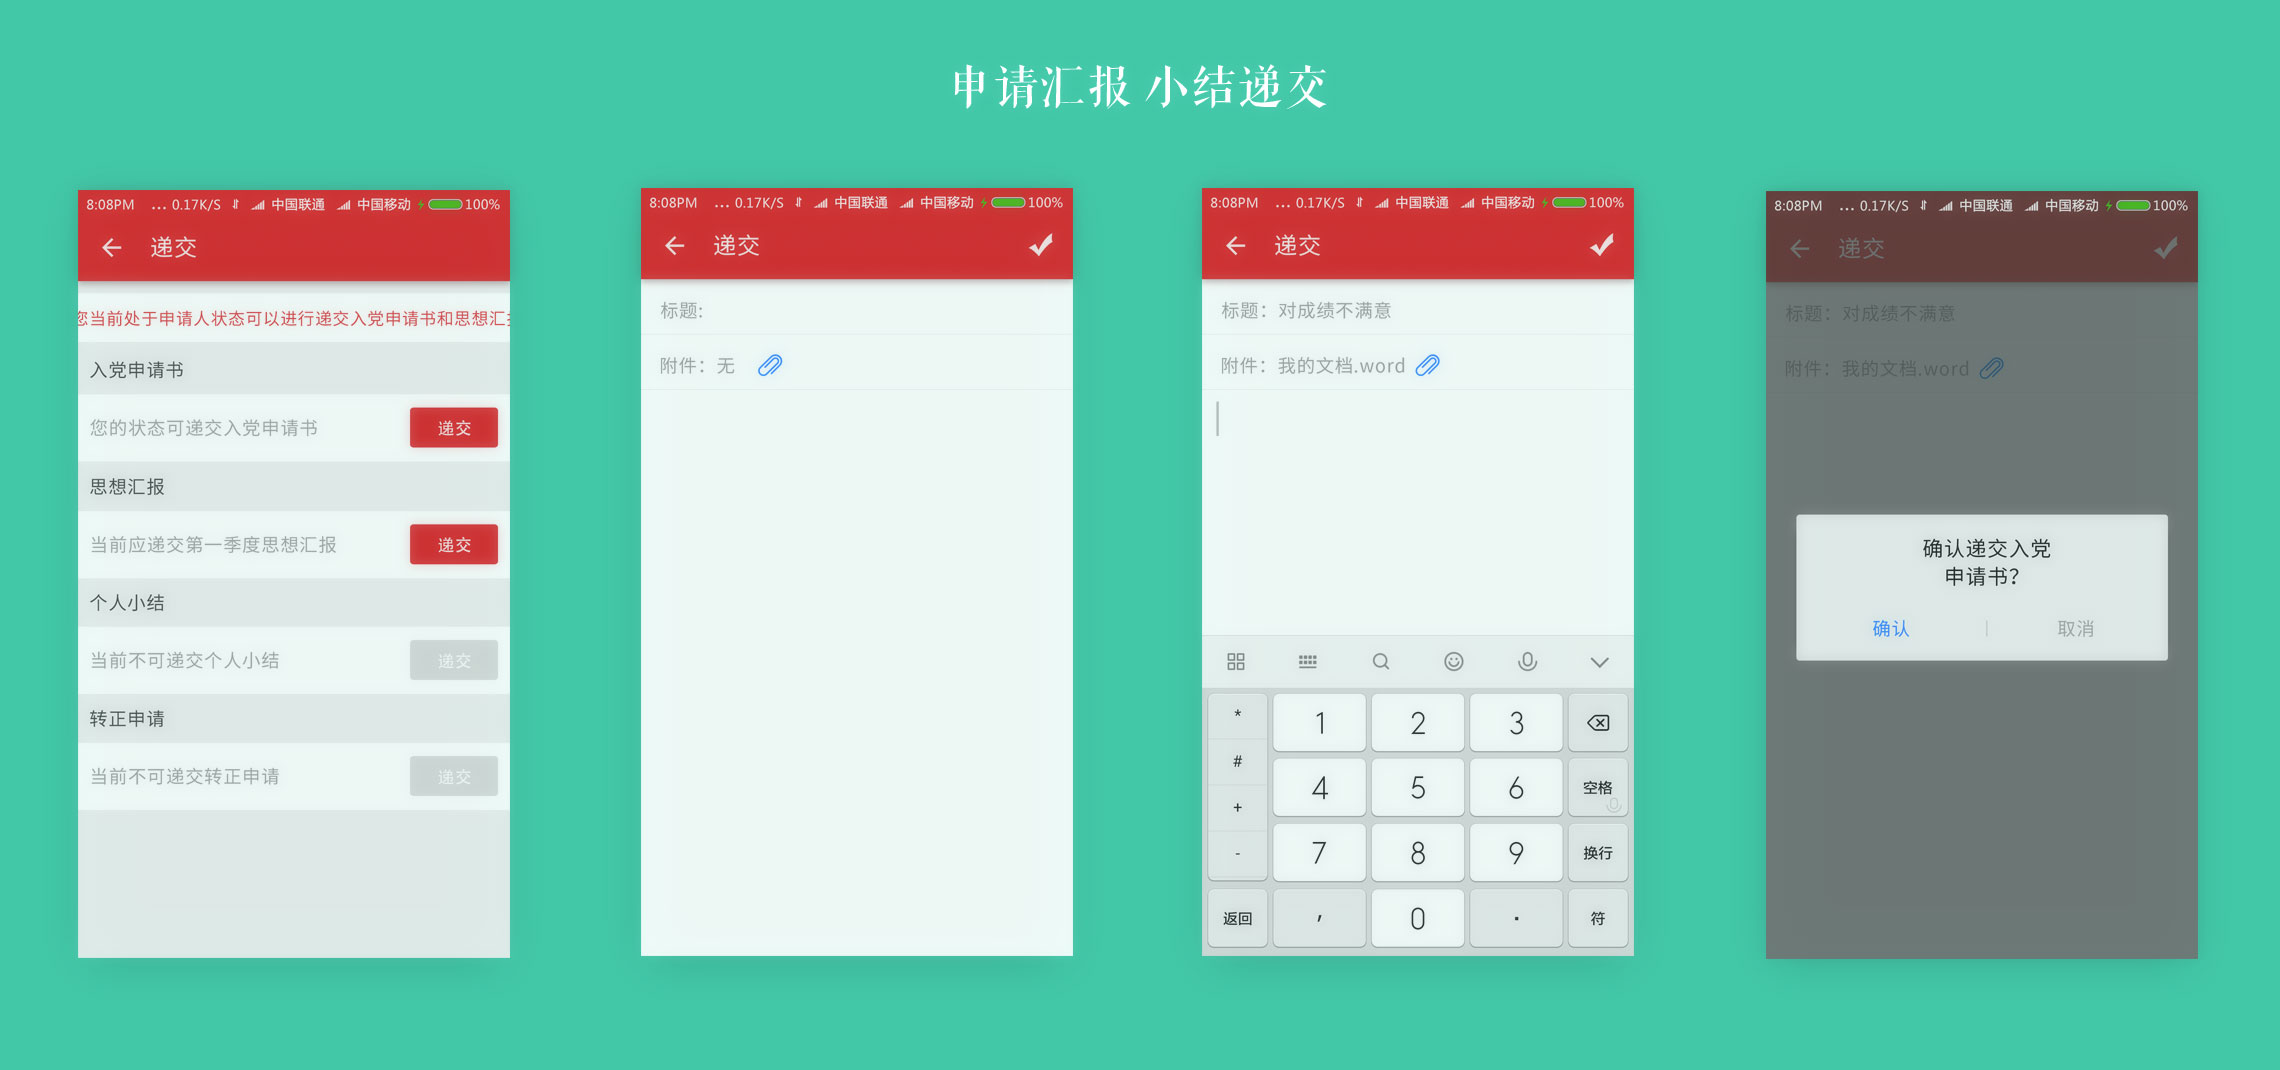 申请汇报 小结递交
8:08PM ... 0.17K/S 中国联通 中国移动 100%
递交
您当前处于申请人状态可以进行递交入党申请书和思想汇
入党申请书
您的状态可递交入党申请书 递交
思想汇报
当前应递交第一季度思想汇报 递交
个人小结
当前不可递交个人小结 递交
转正申请
当前不可递交转正申请 递交
8:08PM ... 0.17K/S 中国联通 中国移动 100%
递交
标题:
附件：无
8:08PM ... 0.17K/S 中国联通 中国移动 100%
递交
标题：对成绩不满意
附件：我的文档.word
* 1 2 3
# 4 5 6 空格
+ 7 8 9 换行
-
返回 , 0 . 符
8:08PM ... 0.17K/S 中国联通 中国移动 100%
递交
标题：对成绩不满意
附件：我的文档.word
确认递交入党
申请书？
确认 | 取消